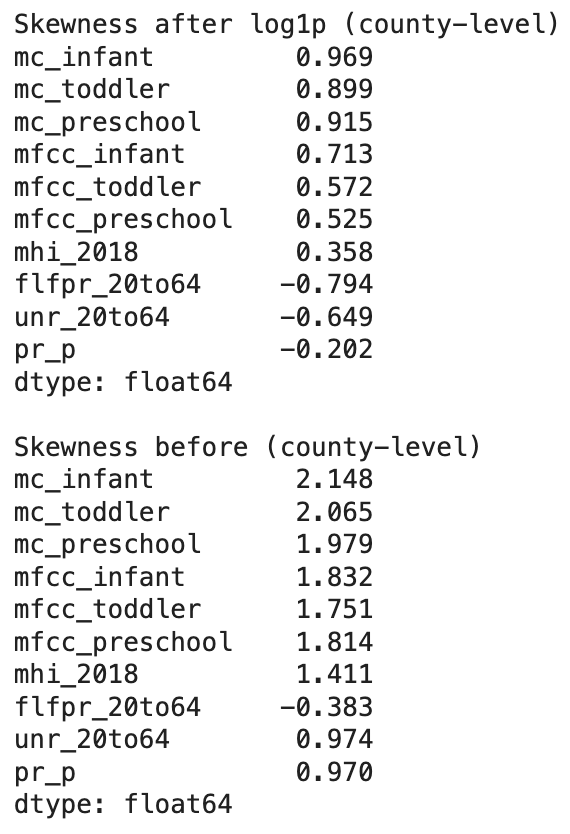 Skewness after log1p (county-level)
mc_infant 0.969
mc_toddler 0.899
mc_preschool 0.915
mfcc_infant 0.713
mfcc_toddler 0.572
mfcc_preschool 0.525
mhi_2018 0.358
flfpr_20to64 -0.794
unr_20to64 -0.649
pr_p -0.202
dtype: float64

Skewness before (county-level)
mc_infant 2.148
mc_toddler 2.065
mc_preschool 1.979
mfcc_infant 1.832
mfcc_toddler 1.751
mfcc_preschool 1.814
mhi_2018 1.411
flfpr_20to64 -0.383
unr_20to64 0.974
pr_p 0.970
dtype: float64